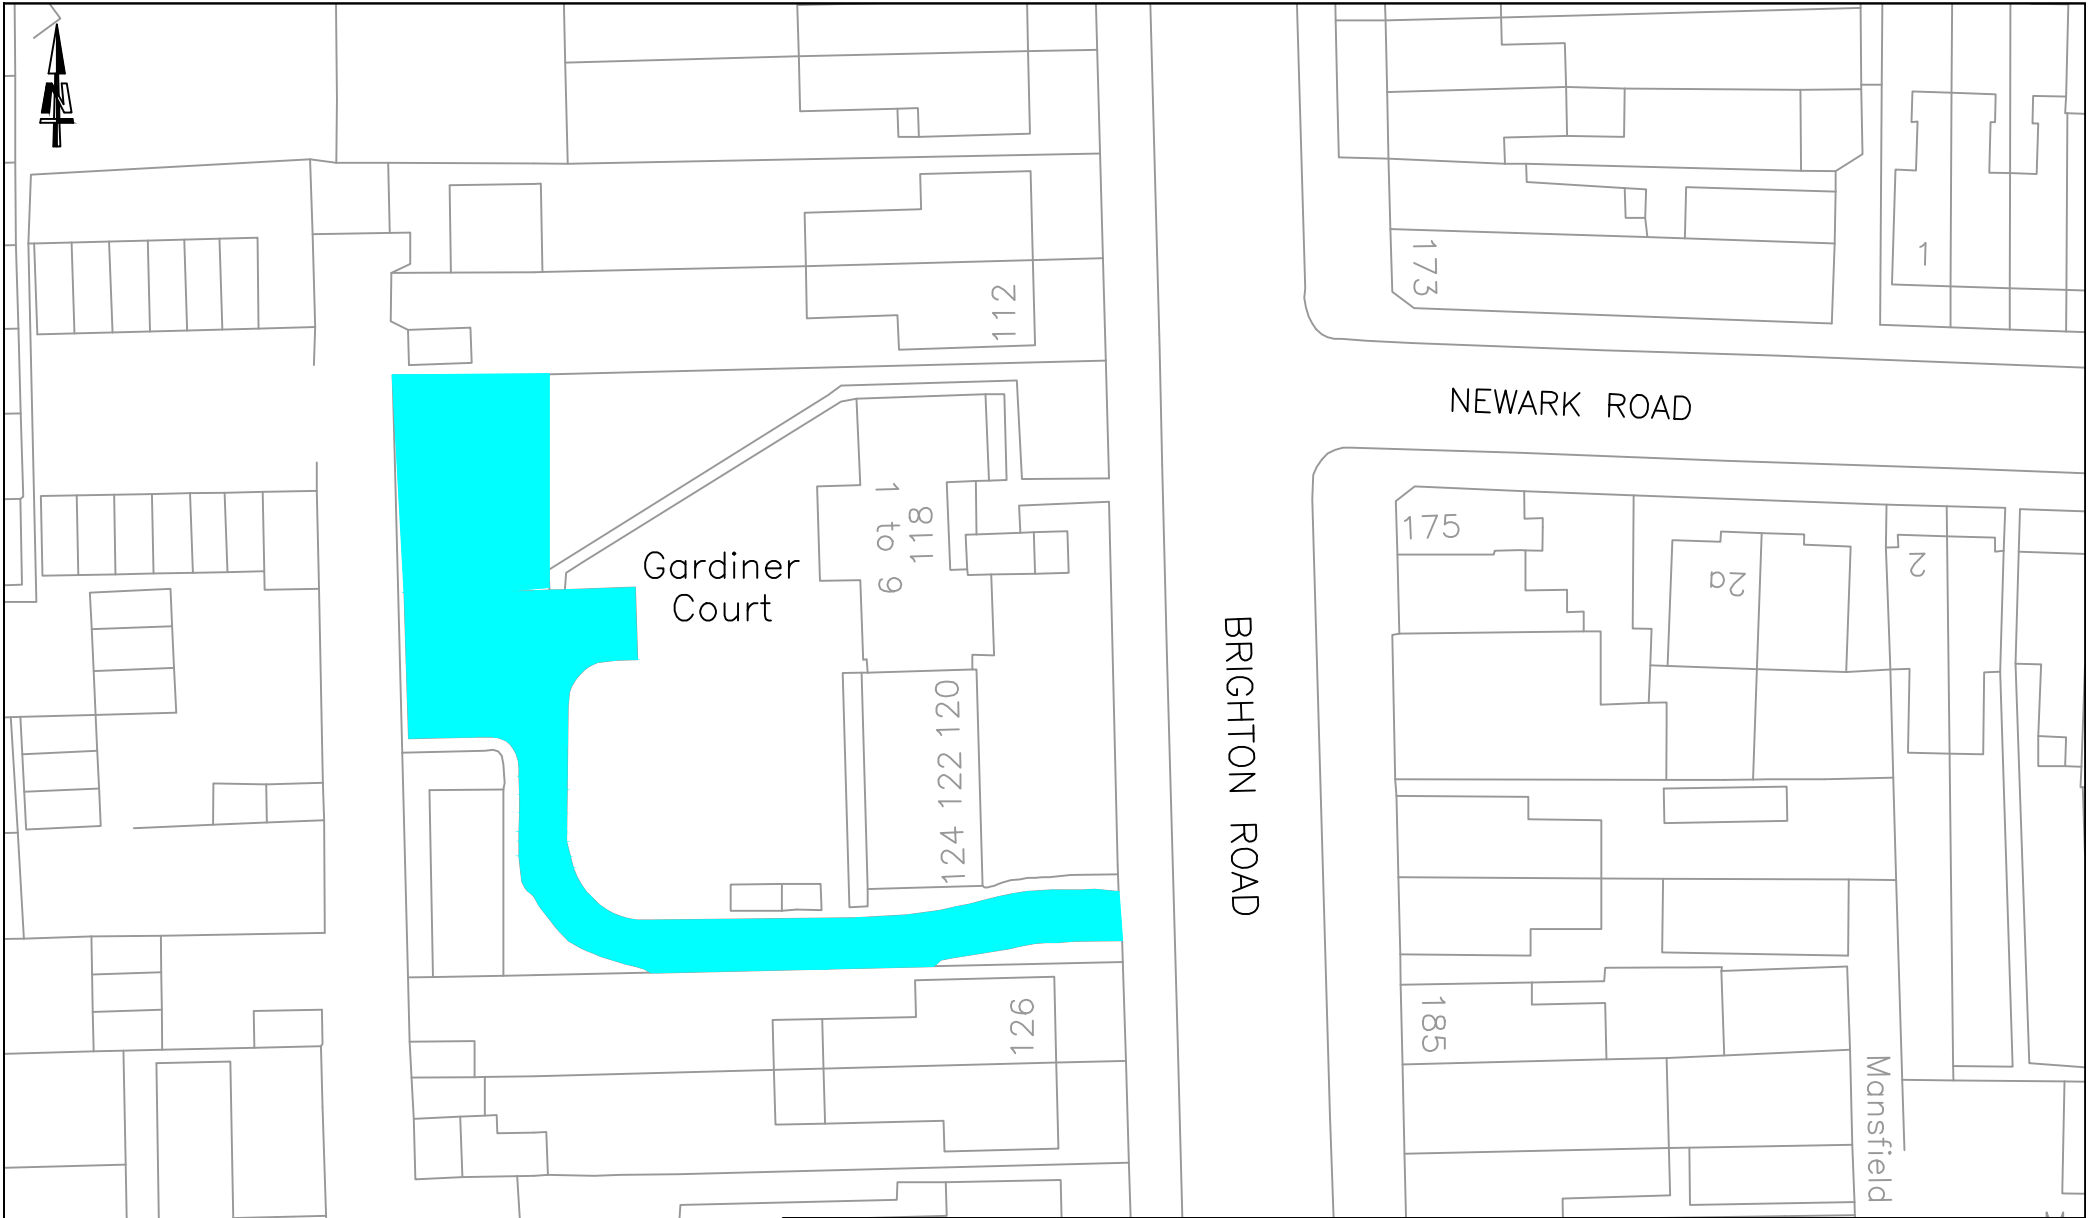 N
112
173
1
NEWARK ROAD
175
1 to 9
118
Gardiner
Court
2a
2
BRIGHTON ROAD
124 122 120
126
185
Mansfield